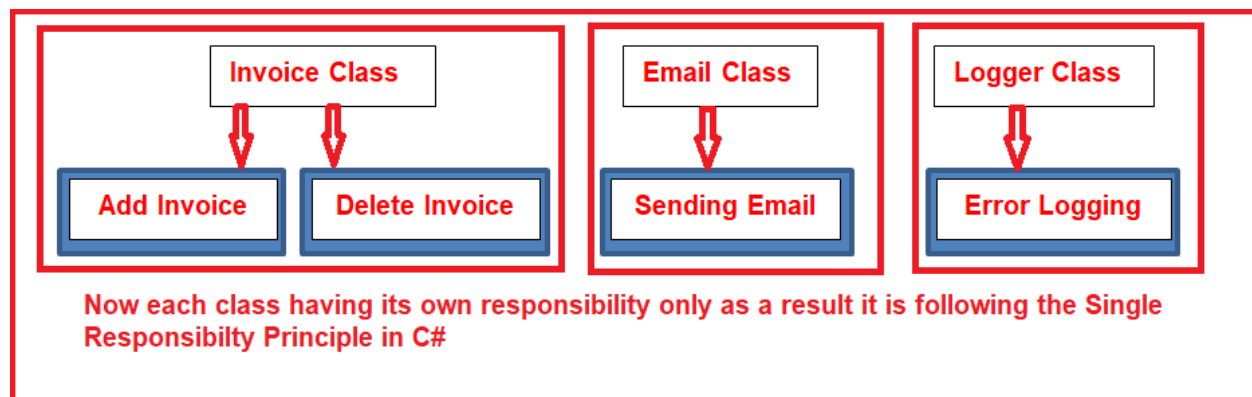 Invoice Class
Email Class
Logger Class
Add Invoice
Delete Invoice
Sending Email
Error Logging
Now each class having its own responsibility only as a result it is following the Single
Responsibilty Principle in C#